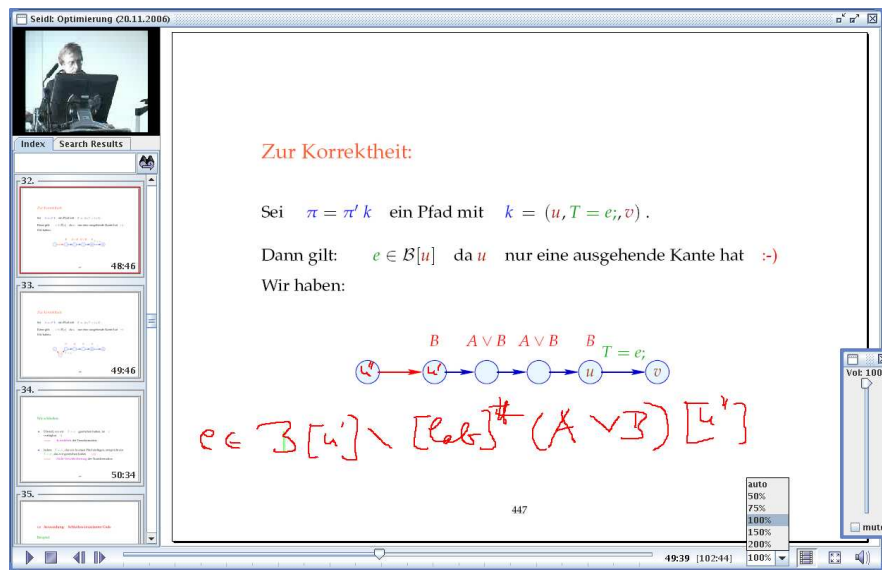 Seidl: Optimierung (20.11.2006)
Index Search Results
32.
48:46
33.
49:46
34.
50:34
35.
Zur Korrektheit:
Sei π = π′ k ein Pfad mit k = (u, T = e;, v) .
Dann gilt: e ∈ B[u] da u nur eine ausgehende Kante hat :-)
Wir haben:
B A ∨ B A ∨ B B
T = e;
u″ u′ u v
e ∈ B[u′] \ [lab]# (A ∨ B) [u″]
447
Vol: 100
mute
auto
50%
75%
100%
150%
200%
49:39 [102:44] 100%